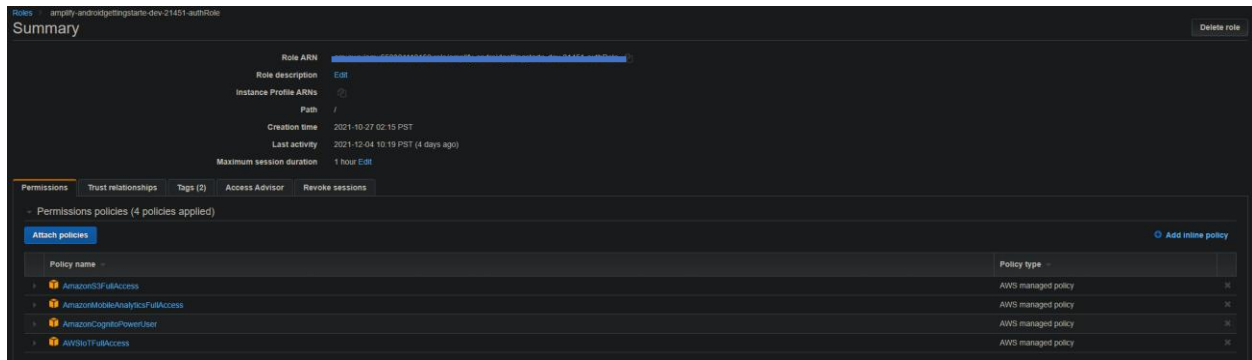 Roles amplify-androidgettingstarte-dev-21451-authRole
Summary
Delete role
Role ARN
Role description Edit
Instance Profile ARNs
Path /
Creation time 2021-10-27 02:15 PST
Last activity 2021-12-04 10:19 PST (4 days ago)
Maximum session duration 1 hour Edit
Permissions Trust relationships Tags (2) Access Advisor Revoke sessions
Permissions policies (4 policies applied)
Attach policies Add inline policy
Policy name Policy type
AmazonS3FullAccess AWS managed policy
AmazonMobileAnalyticsFullAccess AWS managed policy
AmazonCognitoPowerUser AWS managed policy
AWSIoTFullAccess AWS managed policy